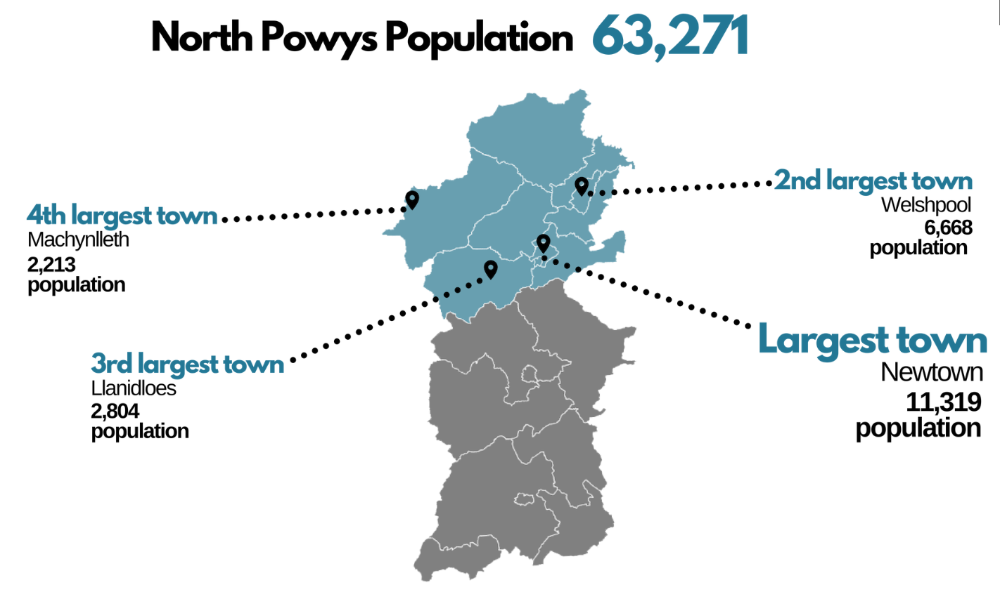 North Powys Population 63,271
2nd largest town
Welshpool
6,668
population
4th largest town
Machynlleth
2,213
population
Largest town
Newtown
11,319
population
3rd largest town
Llanidloes
2,804
population